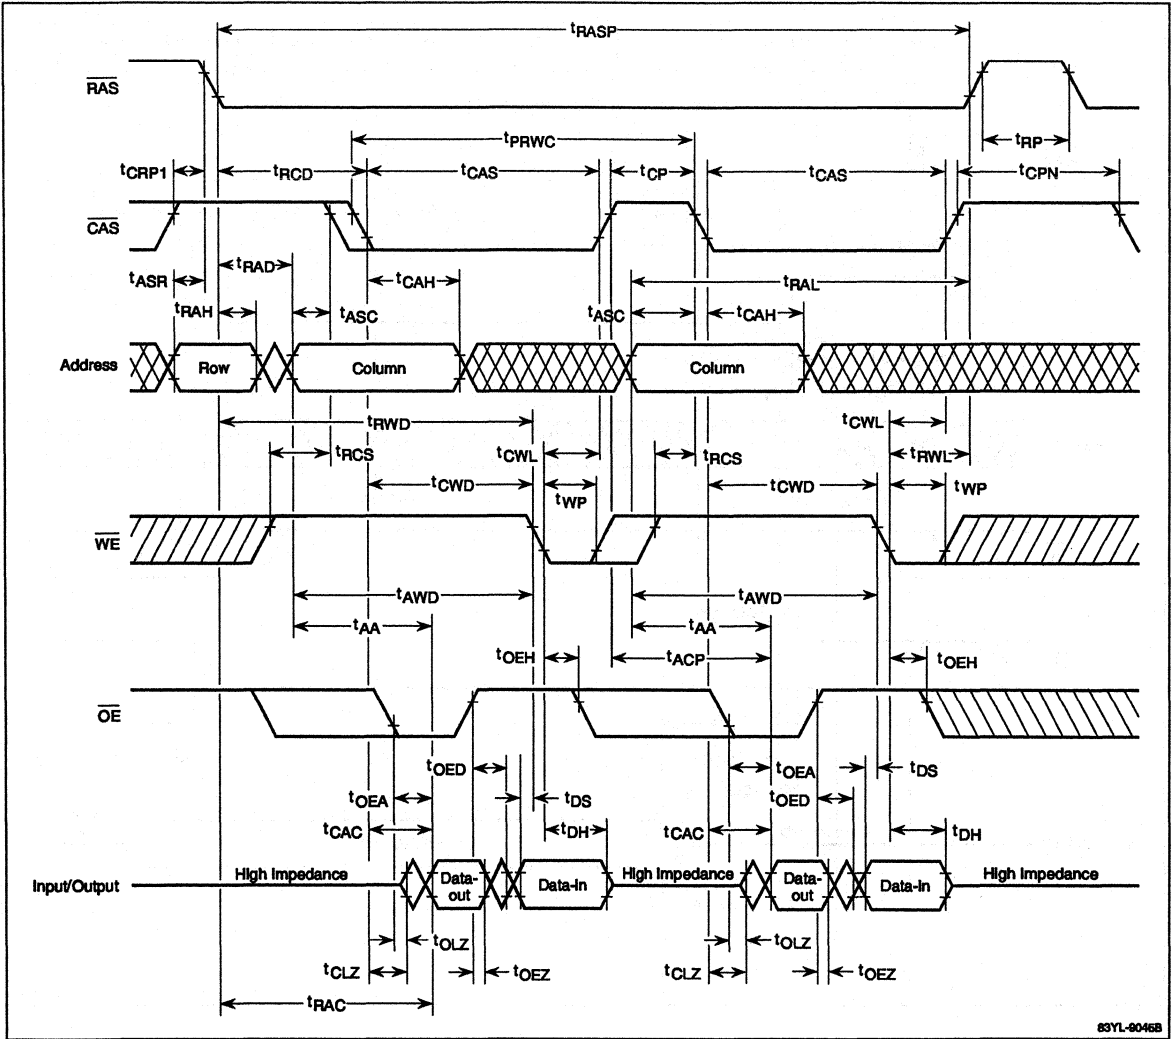 tRASP
RAS
tPRWC
tRP
tCRP1 tRCD tCAS tCP tCAS tCPN
CAS
tASR tRAD tCAH tRAL
tRAH tASC tASC tCAH
Address Row Column Column
tRWD tCWL
tRCS tCWL tRCS tRWL
tCWD tWP tCWD tWP
WE
tAWD tAWD
tAA tAA
tOEH tACP tOEH
OE
tOED tOEA tDS
tOEA tDS tOED
tCAC tDH tCAC tDH
High Impedance High Impedance High Impedance
Input/Output Data-out Data-In Data-out Data-In
tOLZ tOLZ
tCLZ tOEZ tCLZ tOEZ
tRAC
83YL-9046B